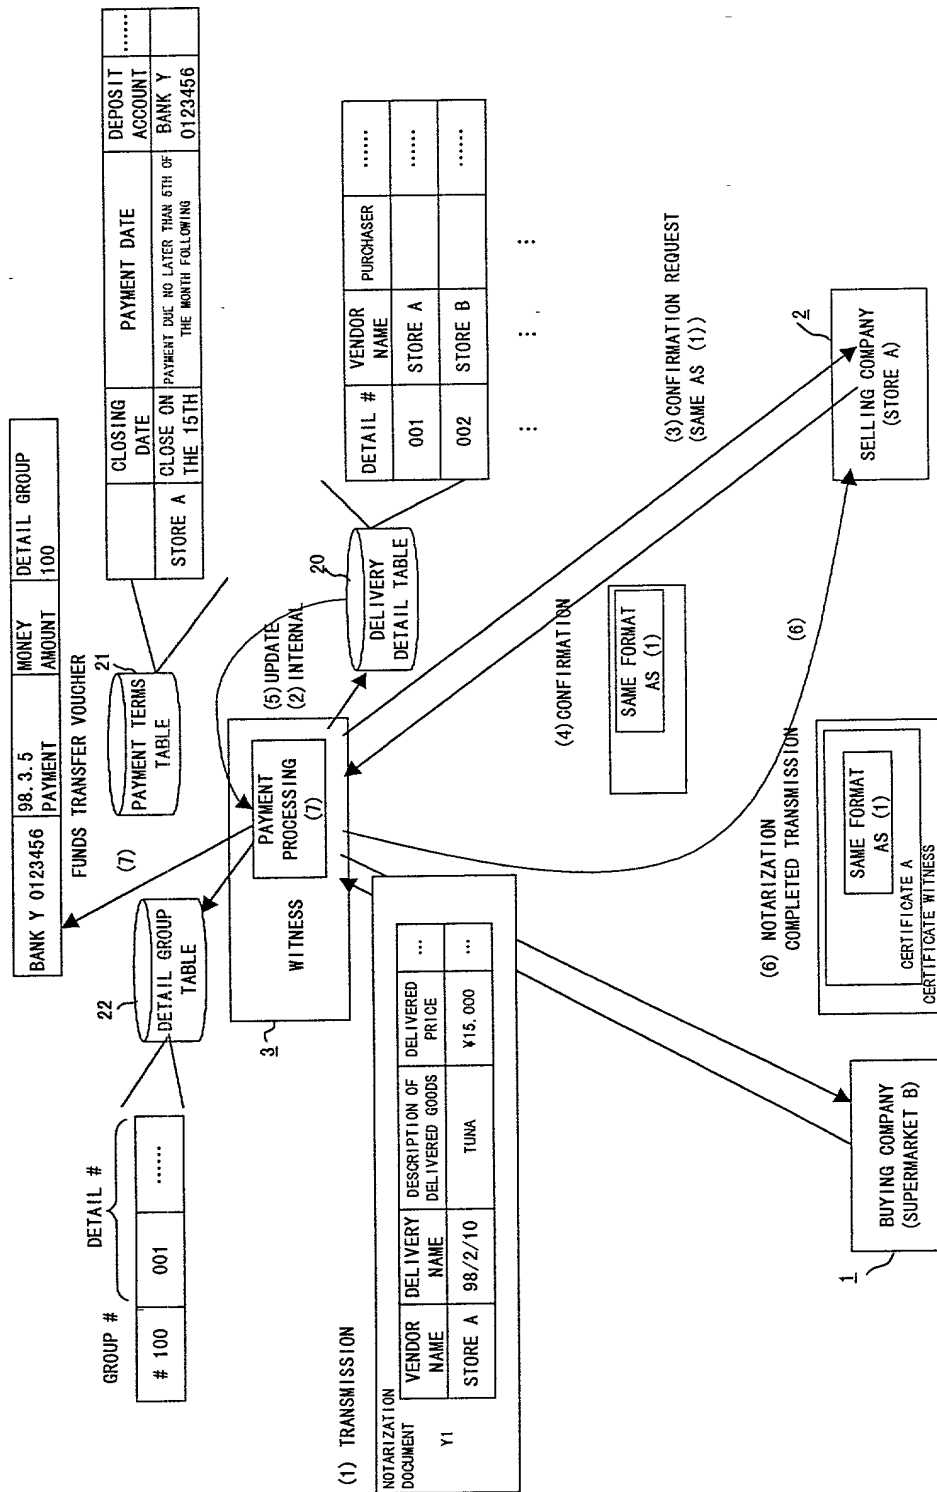 BANK Y 0123456
98.3.5
PAYMENT
MONEY
AMOUNT
DETAIL GROUP
100
FUNDS TRANSFER VOUCHER
(7)
GROUP #
DETAIL #
# 100
001
......
22
DETAIL GROUP
TABLE
21
PAYMENT TERMS
TABLE
CLOSING
DATE
PAYMENT DATE
DEPOSIT
ACCOUNT
......
STORE A
CLOSE ON
THE 15TH
PAYMENT DUE NO LATER THAN 5TH OF
THE MONTH FOLLOWING
BANK Y
0123456
3
WITNESS
PAYMENT
PROCESSING
(7)
(5)UPDATE
(2)INTERNAL
20
DELIVERY
DETAIL TABLE
DETAIL #
VENDOR
NAME
PURCHASER
......
001
STORE A
......
002
STORE B
......
...
...
...
(1) TRANSMISSION
NOTARIZATION
DOCUMENT
Y1
VENDOR
NAME
DELIVERY
NAME
DESCRIPTION OF
DELIVERED GOODS
DELIVERED
PRICE
...
STORE A
98/2/10
TUNA
¥15,000
...
(4)CONFIRMATION
SAME FORMAT
AS (1)
(3)CONFIRMATION REQUEST
(SAME AS (1))
(6)
(6) NOTARIZATION
COMPLETED TRANSMISSION
SAME FORMAT
AS (1)
CERTIFICATE A
CERTIFICATE WITNESS
1
BUYING COMPANY
(SUPERMARKET B)
2
SELLING COMPANY
(STORE A)